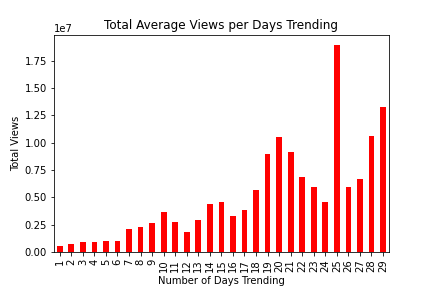 Total Average Views per Days Trending
1e7
1.75
1.50
1.25
1.00
0.75
0.50
0.25
0.00
Total Views
1 2 3 4 5 6 7 8 9 10 11 12 13 14 15 16 17 18 19 20 21 22 23 24 25 26 27 28 29
Number of Days Trending